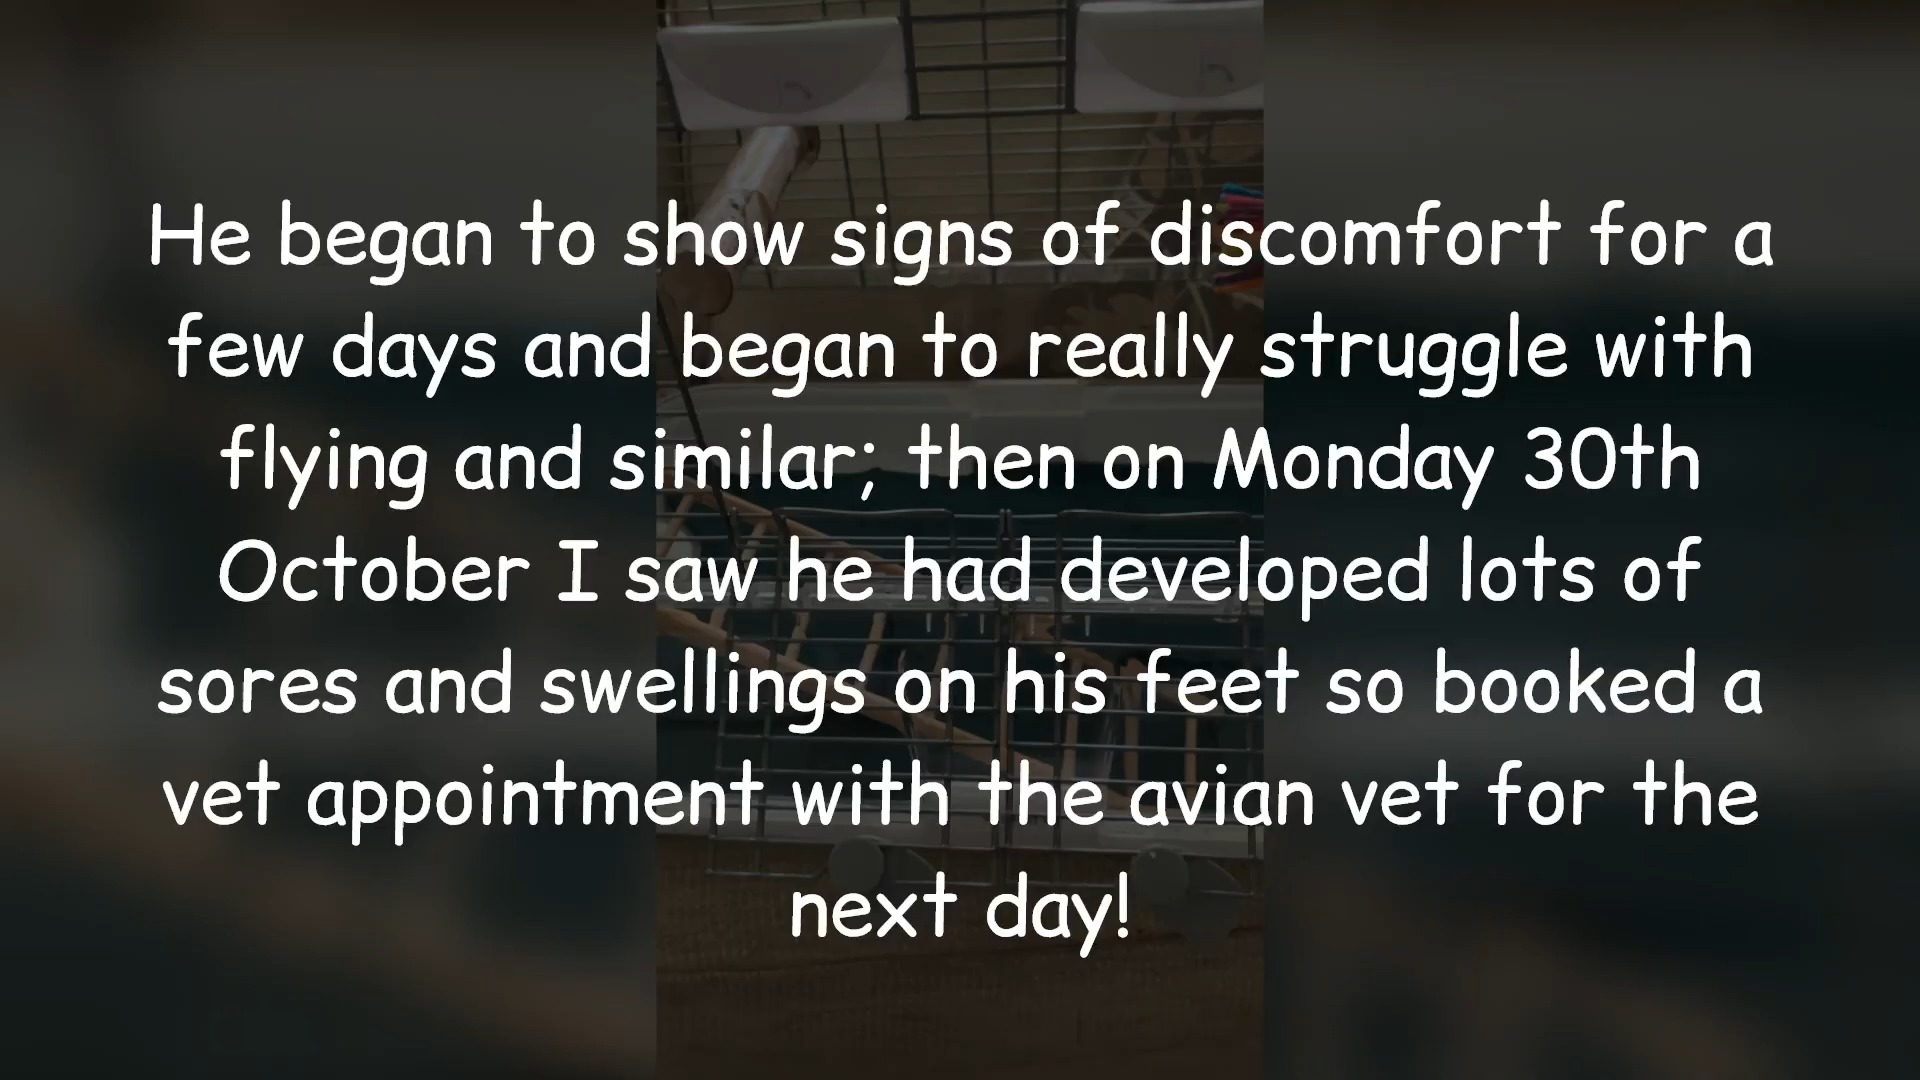 He began to show signs of discomfort for a
few days and began to really struggle with
flying and similar; then on Monday 30th
October I saw he had developed lots of
sores and swellings on his feet so booked a
vet appointment with the avian vet for the
next day!